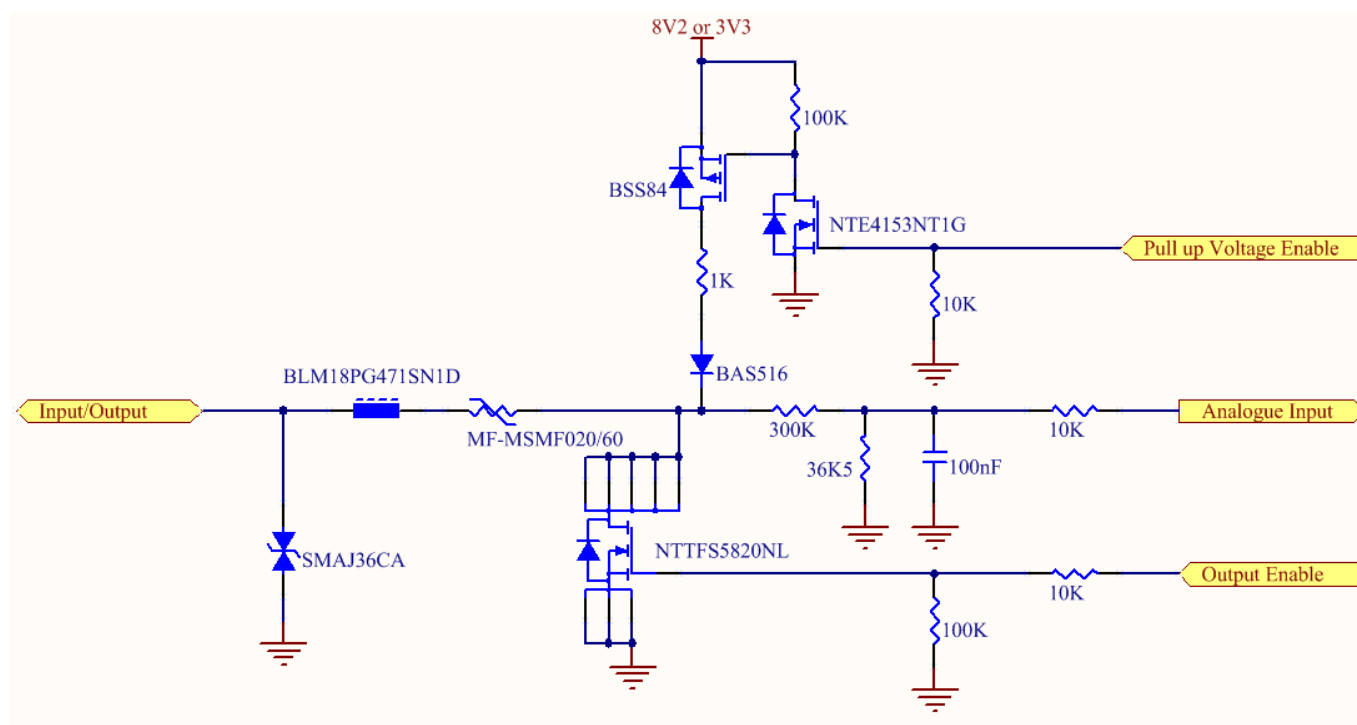 8V2 or 3V3
100K
BSS84
NTE4153NT1G
Pull up Voltage Enable
1K
10K
BLM18PG471SN1D
BAS516
Input/Output
Analogue Input
MF-MSMF020/60
300K
10K
36K5
100nF
SMAJ36CA
NTTFS5820NL
Output Enable
10K
100K